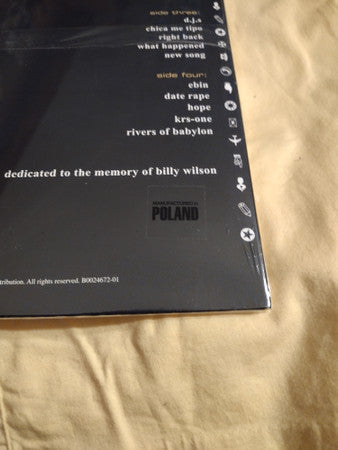 side three:
d.j.s
chica me tipo
right back
what happened
new song
side four:
ebin
date rape
hope
krs-one
rivers of babylon
dedicated to the memory of billy wilson
MANUFACTURED in
POLAND
tribution. All rights reserved. B0024672-01